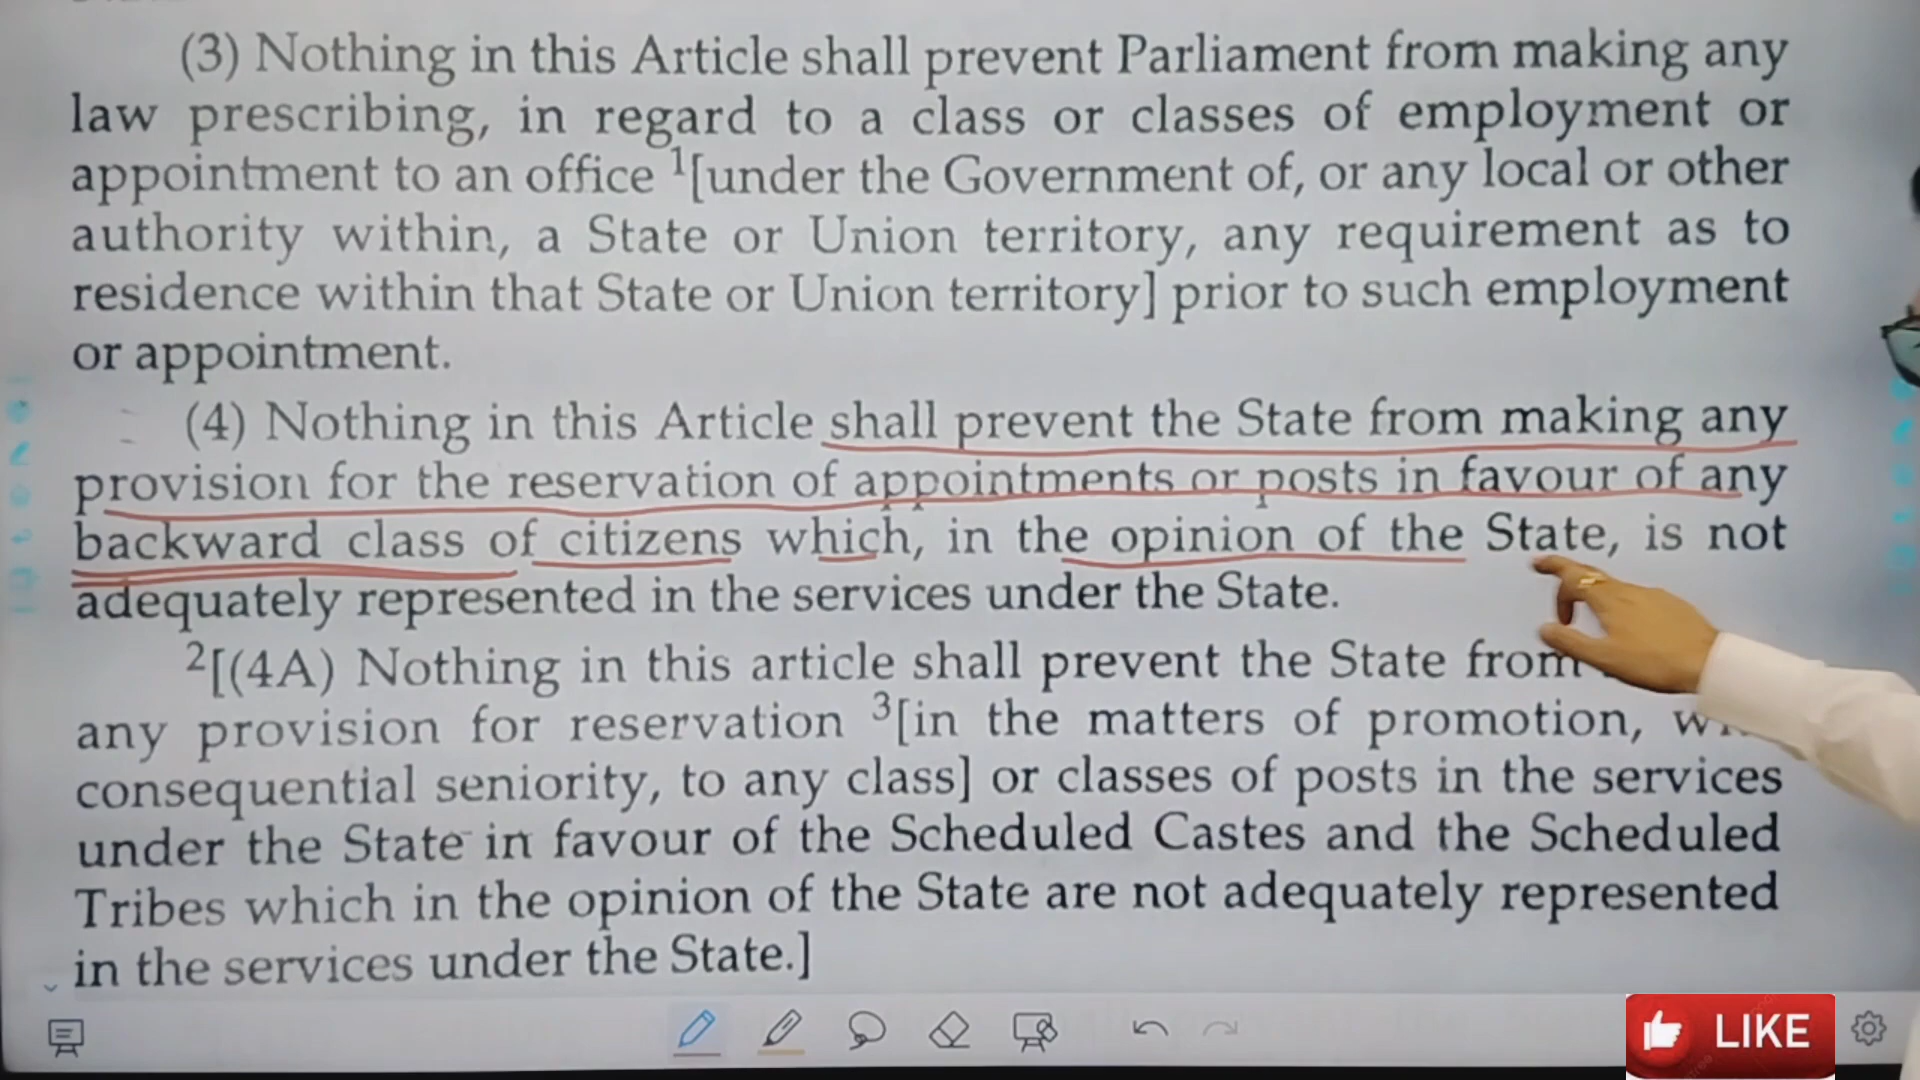 (3) Nothing in this Article shall prevent Parliament from making any
law prescribing, in regard to a class or classes of employment or
appointment to an office ¹[under the Government of, or any local or other
authority within, a State or Union territory, any requirement as to
residence within that State or Union territory] prior to such employment
or appointment.
(4) Nothing in this Article shall prevent the State from making any
provision for the reservation of appointments or posts in favour of any
backward class of citizens which, in the opinion of the State, is not
adequately represented in the services under the State.
²[(4A) Nothing in this article shall prevent the State from
any provision for reservation ³[in the matters of promotion,
consequential seniority, to any class] or classes of posts in the services
under the State in favour of the Scheduled Castes and the Scheduled
Tribes which in the opinion of the State are not adequately represented
in the services under the State.]
LIKE